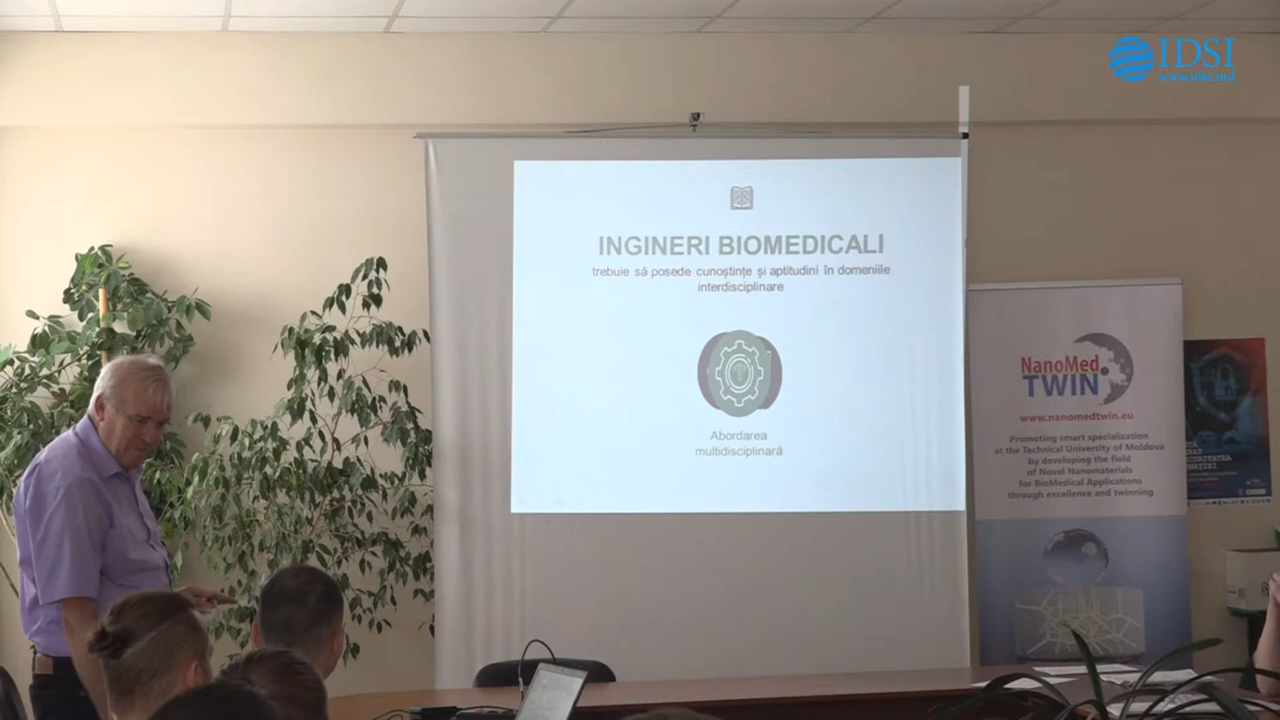 IDSI
www.idsi.md
INGINERI BIOMEDICALI
trebuie să posede cunoștințe și aptitudini în domeniile
interdisciplinare
Abordarea
multidisciplinară
NanoMed
TWIN
www.nanomedtwin.eu
Promoting smart specialization
at the Technical University of Moldova
by developing the field
of Novel Nanomaterials
for BioMedical Applications
through excellence and twinning